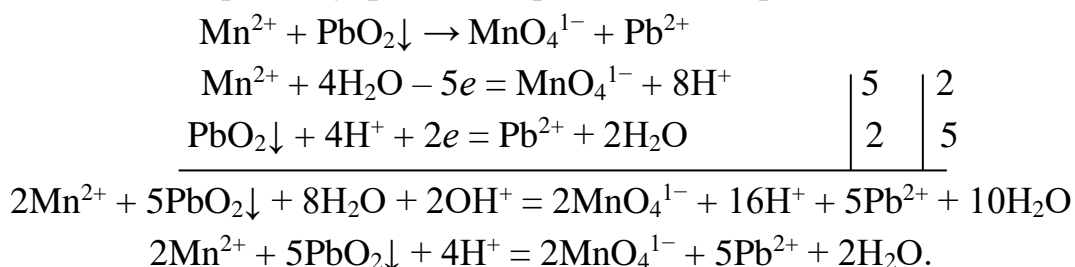 Mn²⁺ + PbO₂↓ → MnO₄¹⁻ + Pb²⁺
Mn²⁺ + 4H₂O – 5e = MnO₄¹⁻ + 8H⁺ 5 2
PbO₂↓ + 4H⁺ + 2e = Pb²⁺ + 2H₂O 2 5
2Mn²⁺ + 5PbO₂↓ + 8H₂O + 2OH⁺ = 2MnO₄¹⁻ + 16H⁺ + 5Pb²⁺ + 10H₂O
2Mn²⁺ + 5PbO₂↓ + 4H⁺ = 2MnO₄¹⁻ + 5Pb²⁺ + 2H₂O.